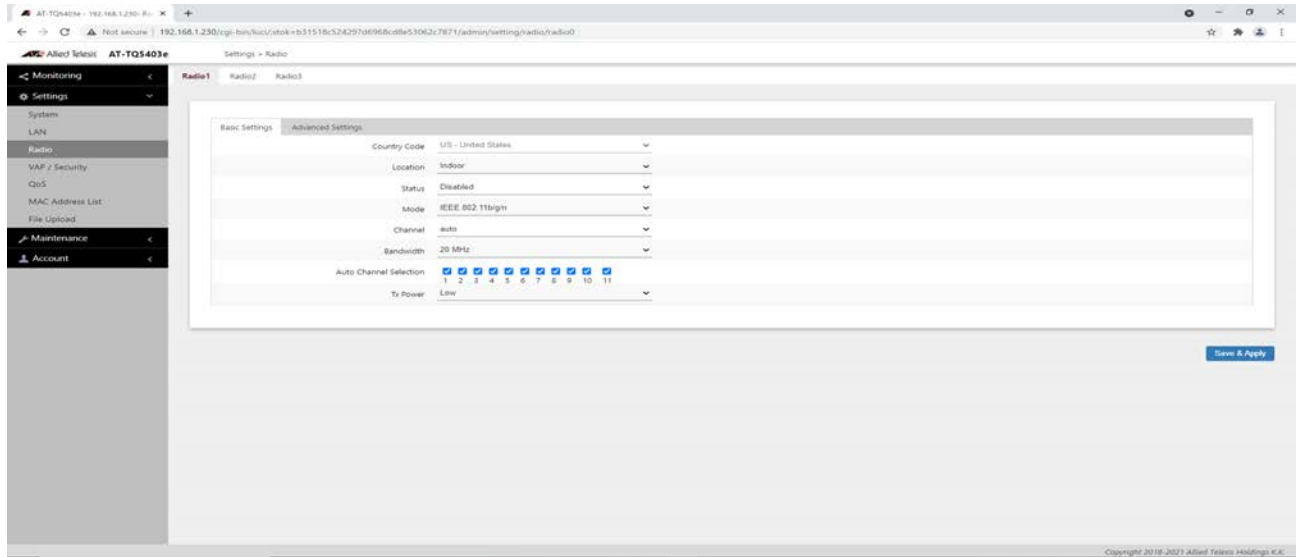 AT-TQ5403e - 192.168.1.230- Ra
Not secure | 192.168.1.230/cgi-bin/luci/;stok=b31518c524297d6968cd8e53062c7871/admin/setting/radio/radio0
Allied Telesis AT-TQ5403e Settings > Radio
Monitoring
Radio1 Radio2 Radio3
Settings
System
LAN
Radio
VAP / Security
QoS
MAC Address List
File Upload
Maintenance
Account
Basic Settings Advanced Settings
Country Code US - United States
Location Indoor
Status Disabled
Mode IEEE 802.11b/g/n
Channel auto
Bandwidth 20 MHz
Auto Channel Selection
1 2 3 4 5 6 7 8 9 10 11
Tx Power Low
Save & Apply
Copyright 2018-2021 Allied Telesis Holdings K.K.